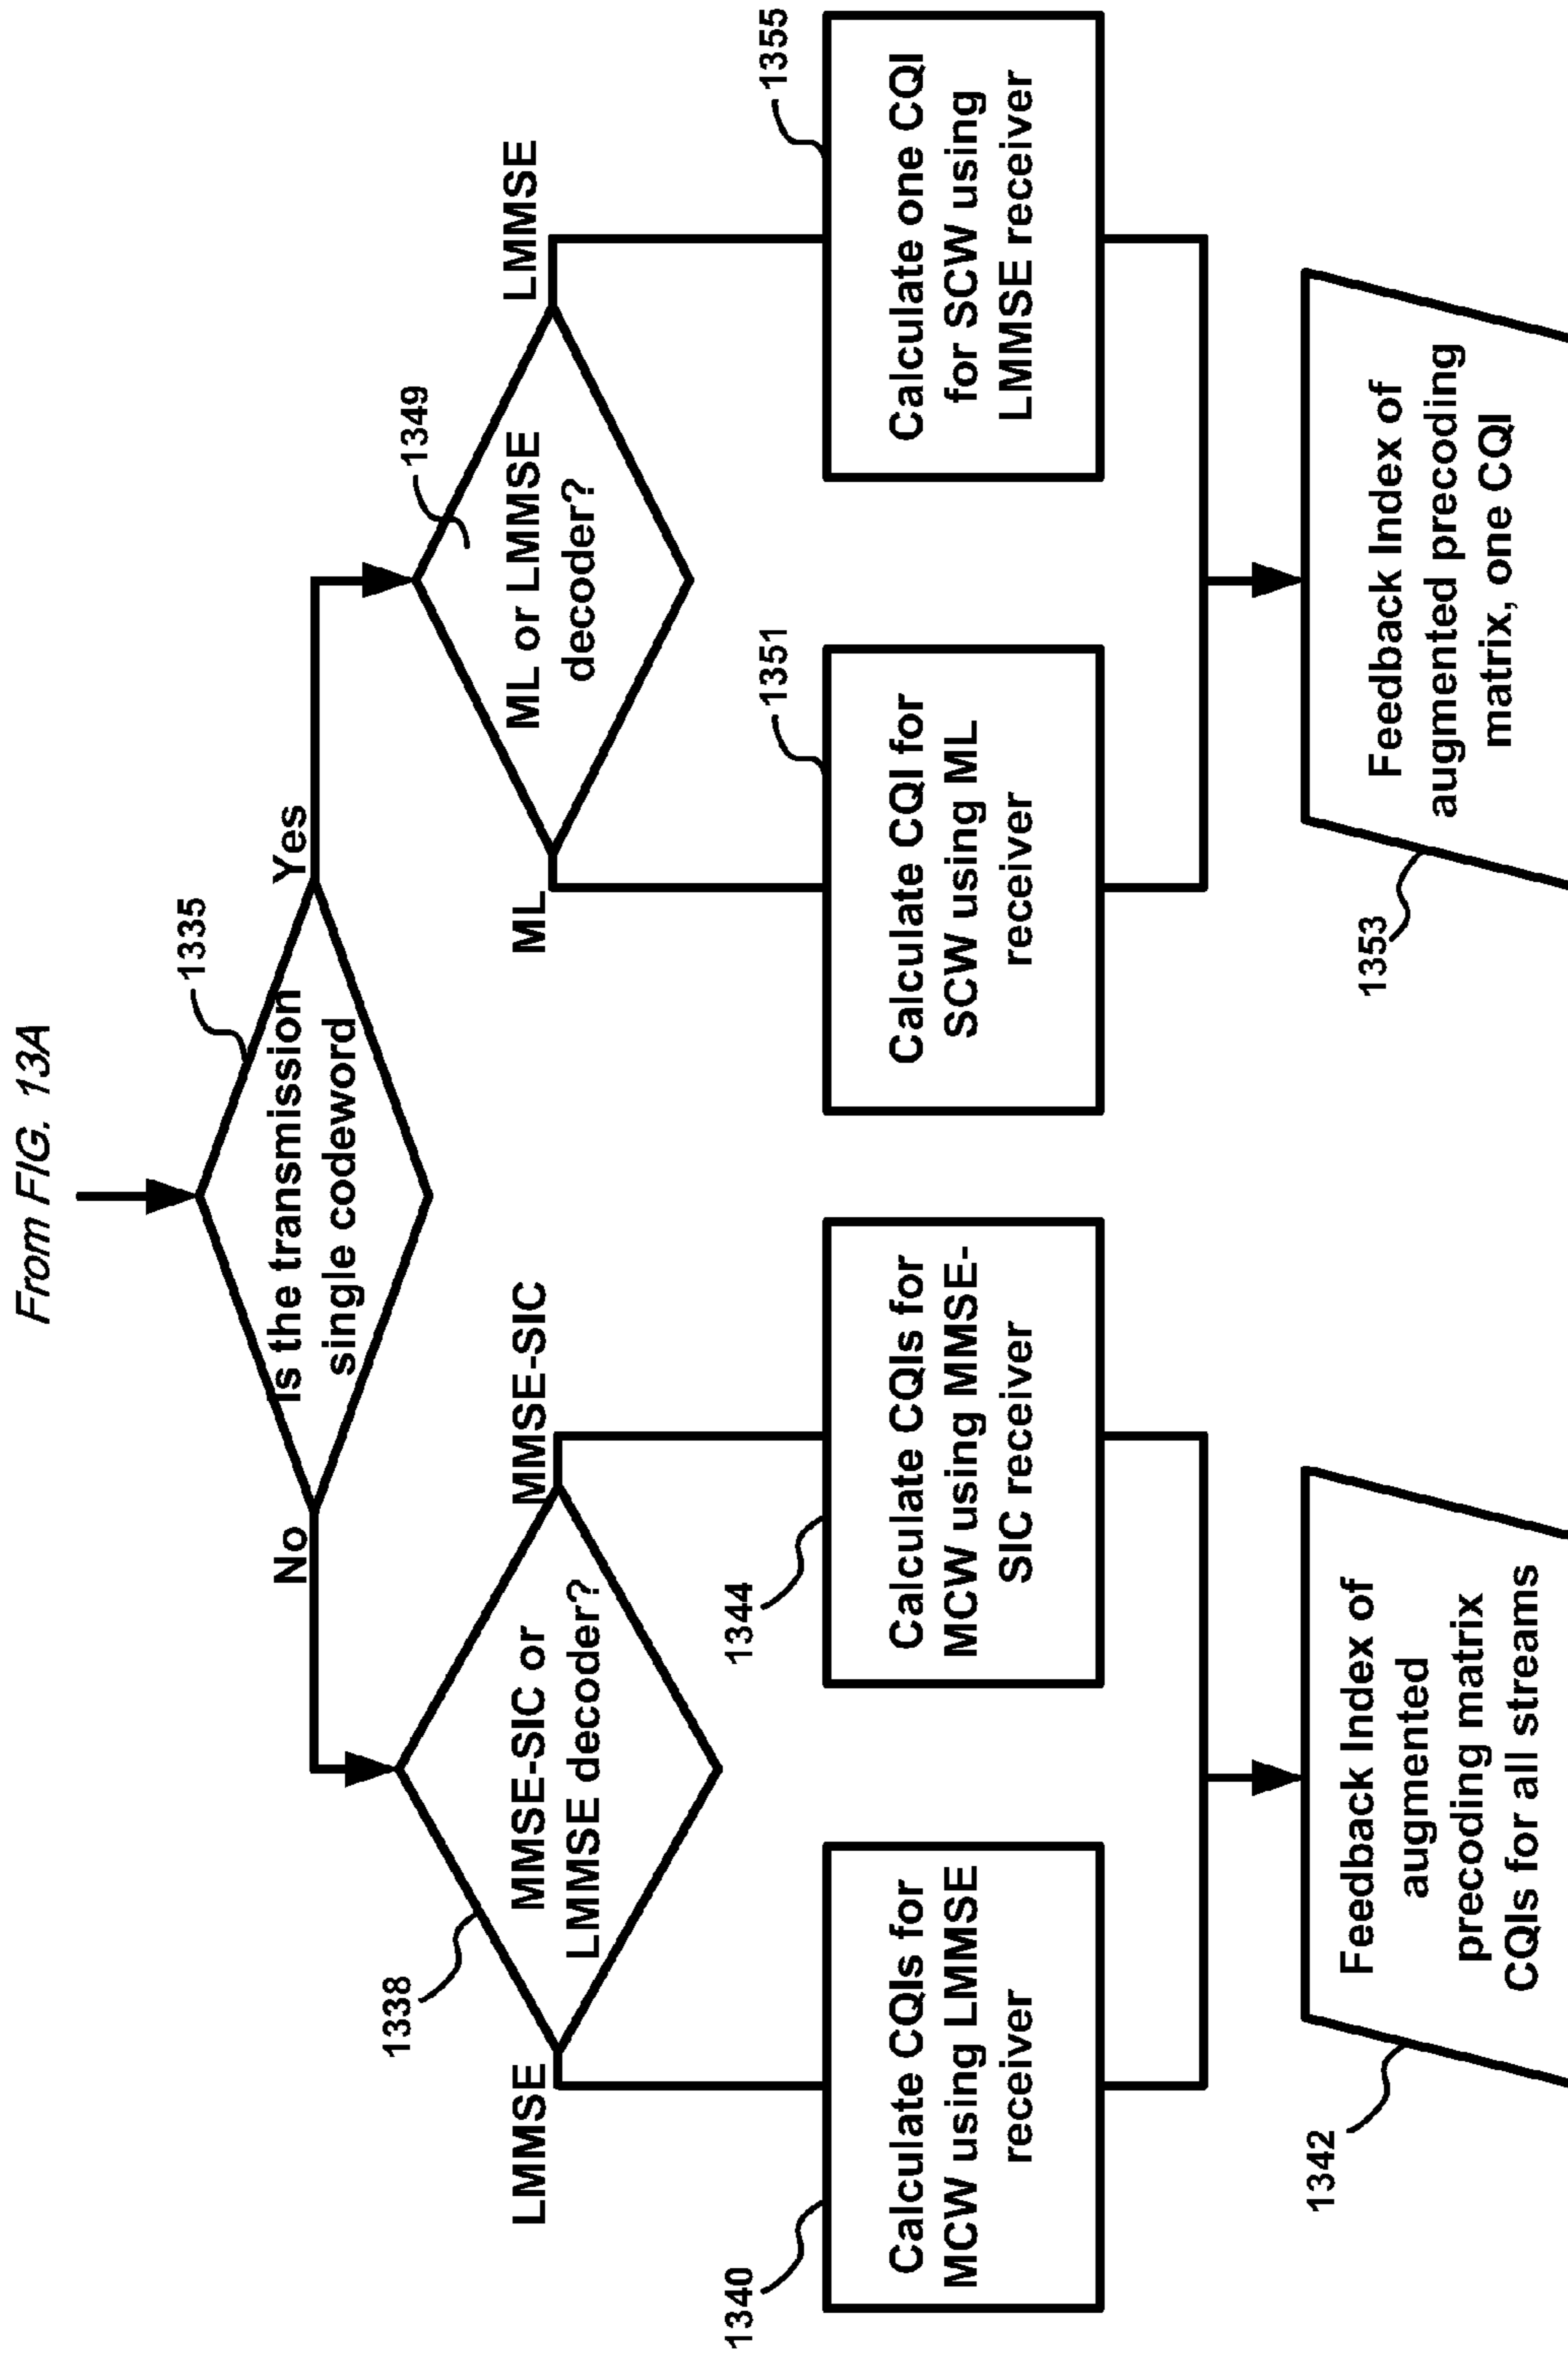 From FIG. 13A
1335
Is the transmission
single codeword
No
Yes
1338
MMSE-SIC or
LMMSE decoder?
LMMSE
MMSE-SIC
1349
ML or LMMSE
decoder?
ML
LMMSE
1340
Calculate CQIs for
MCW using LMMSE
receiver
1344
Calculate CQIs for
MCW using MMSE-
SIC receiver
1351
Calculate CQI for
SCW using ML
receiver
1355
Calculate one CQI
for SCW using
LMMSE receiver
1342
Feedback Index of
augmented
precoding matrix
CQIs for all streams
1353
Feedback Index of
augmented precoding
matrix, one CQI